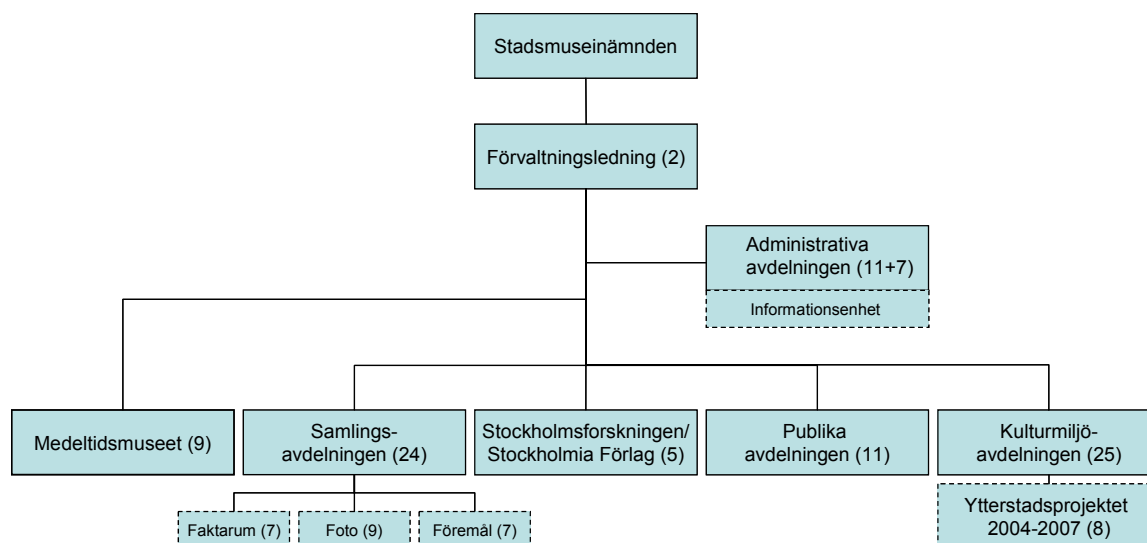 Stadsmuseinämnden
Förvaltningsledning (2)
Administrativa
avdelningen (11+7)
Informationsenhet
Medeltidsmuseet (9)
Samlings-
avdelningen (24)
Stockholmsforskningen/
Stockholmia Förlag (5)
Publika
avdelningen (11)
Kulturmiljö-
avdelningen (25)
Faktarum (7)
Foto (9)
Föremål (7)
Ytterstadsprojektet
2004-2007 (8)